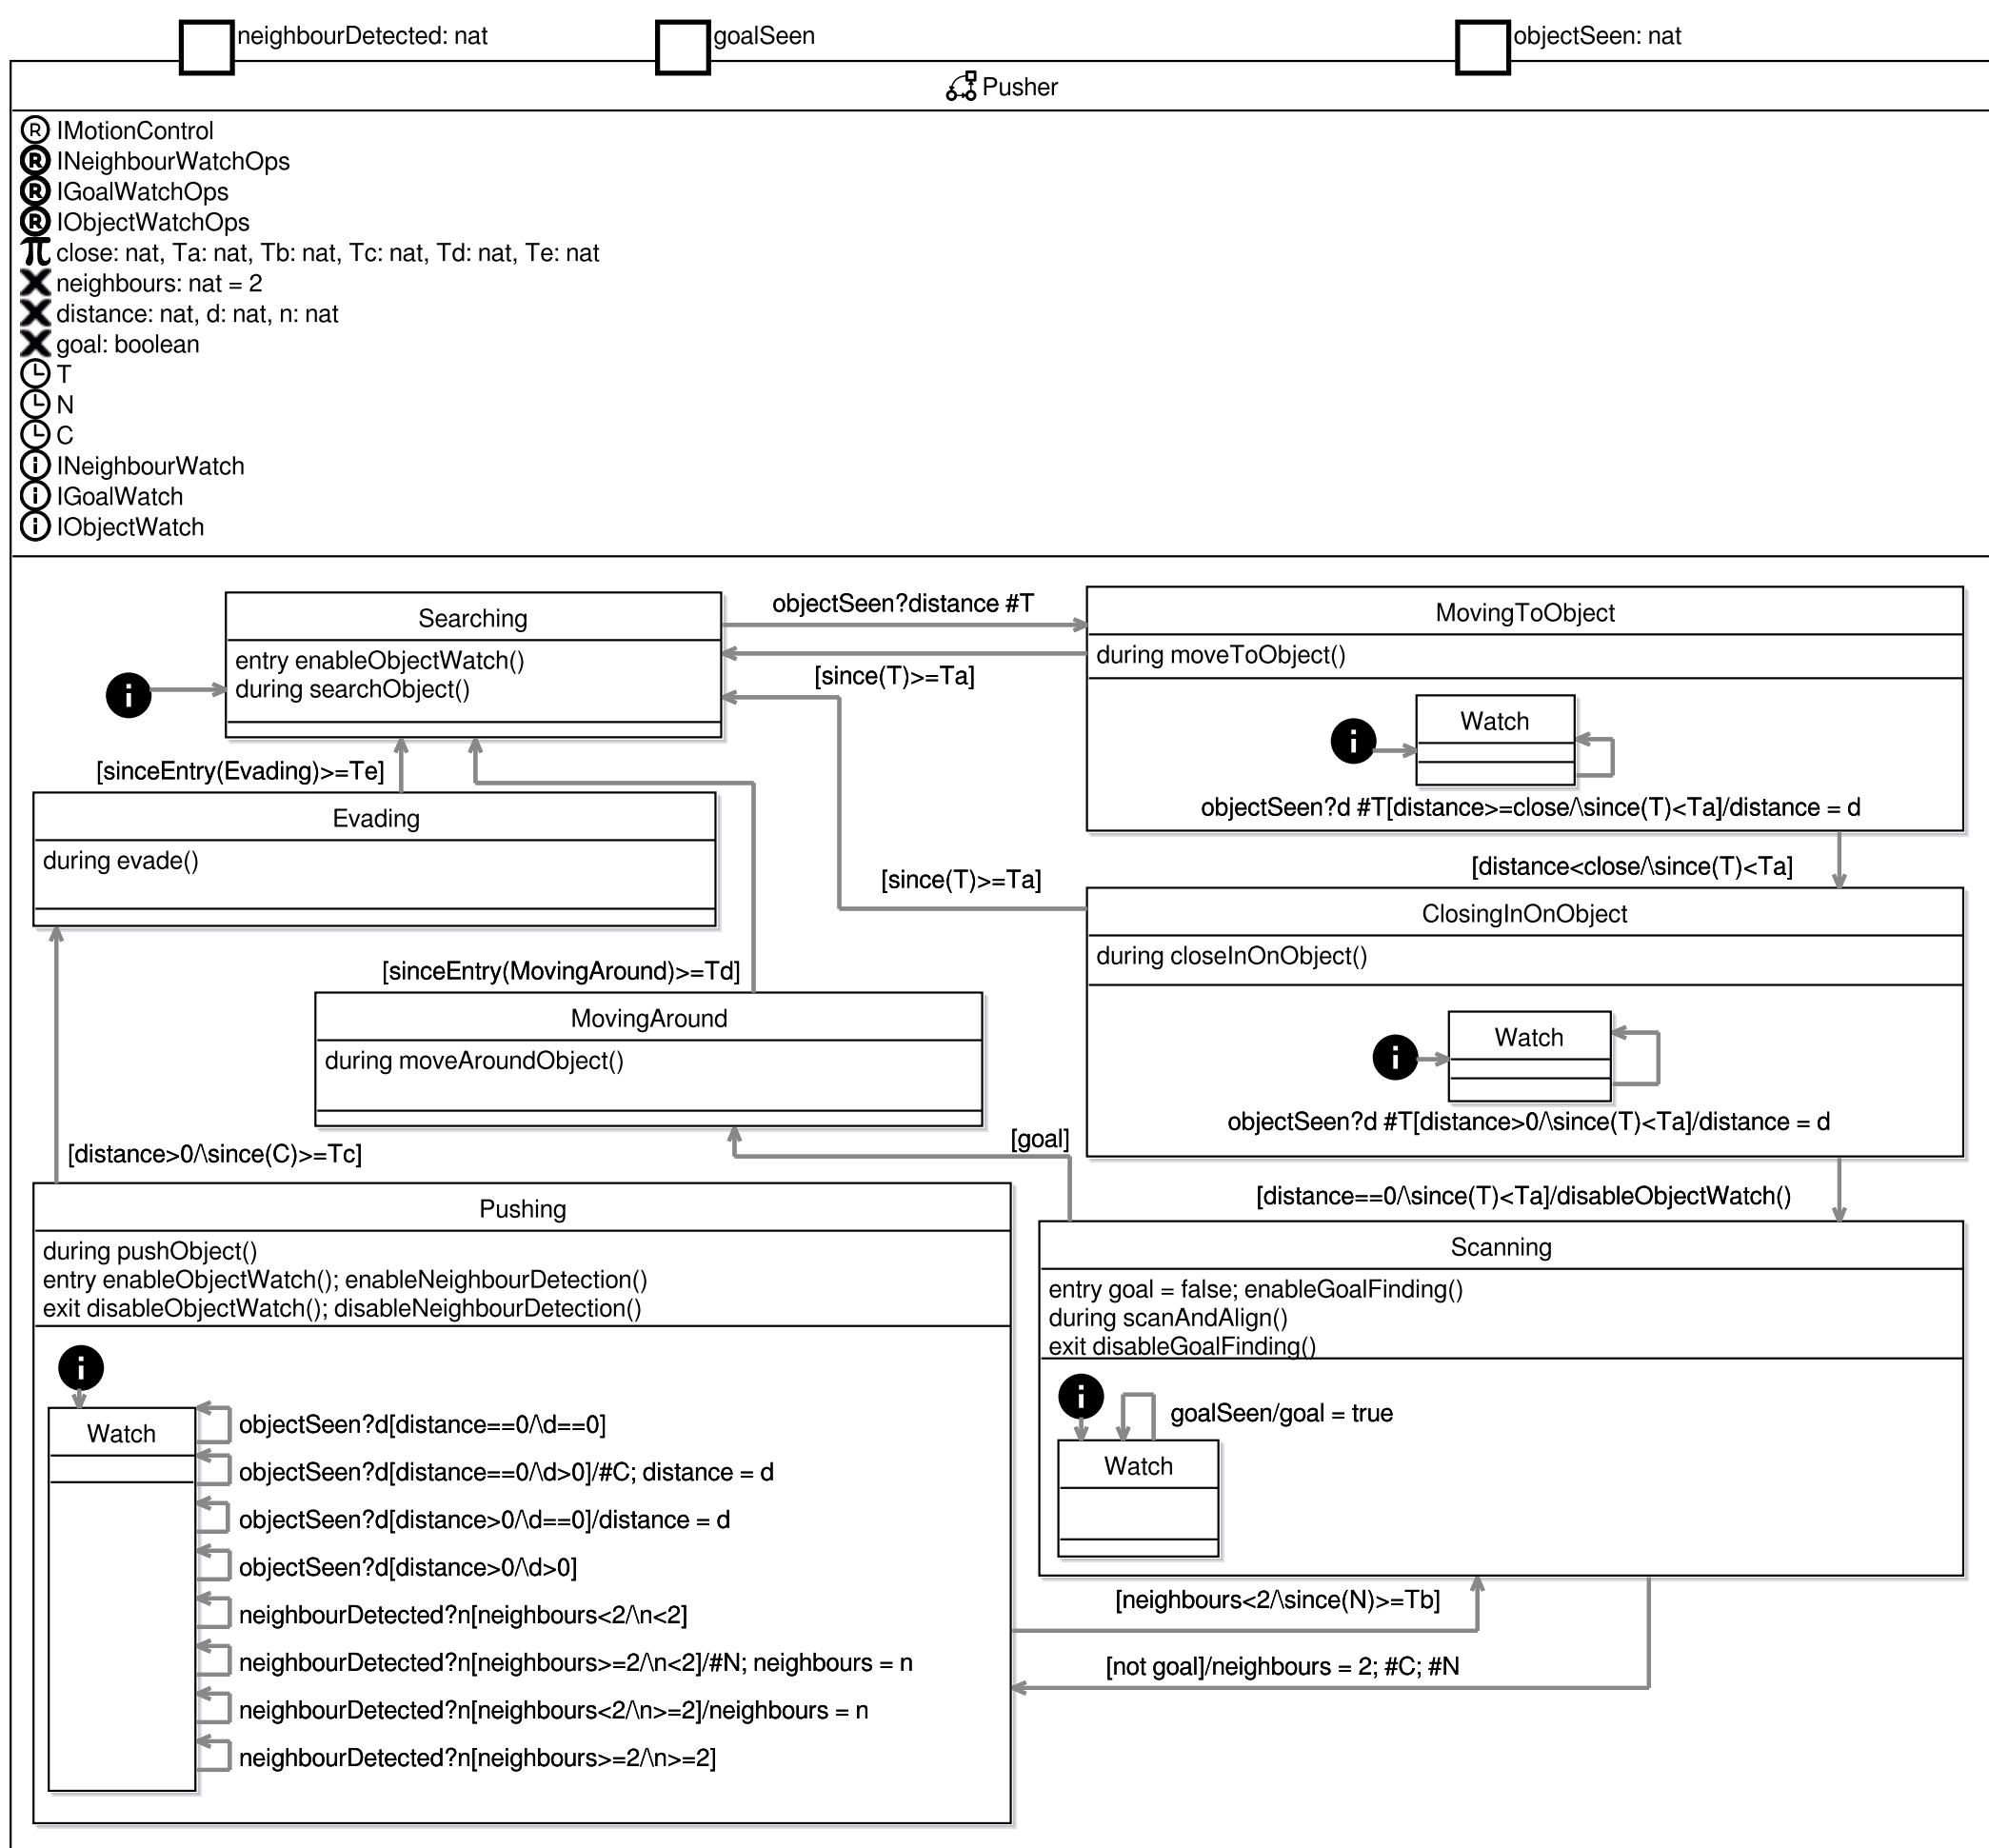 neighbourDetected: nat
goalSeen
objectSeen: nat
Pusher
IMotionControl
INeighbourWatchOps
IGoalWatchOps
IObjectWatchOps
close: nat, Ta: nat, Tb: nat, Tc: nat, Td: nat, Te: nat
neighbours: nat = 2
distance: nat, d: nat, n: nat
goal: boolean
T
N
C
INeighbourWatch
IGoalWatch
IObjectWatch
Searching
entry enableObjectWatch()
during searchObject()
objectSeen?distance #T
[since(T)>=Ta]
MovingToObject
during moveToObject()
Watch
objectSeen?d #T[distance>=close/\since(T)<Ta]/distance = d
[sinceEntry(Evading)>=Te]
Evading
during evade()
[since(T)>=Ta]
[distance<close/\since(T)<Ta]
ClosingInOnObject
during closeInOnObject()
Watch
objectSeen?d #T[distance>0/\since(T)<Ta]/distance = d
[sinceEntry(MovingAround)>=Td]
MovingAround
during moveAroundObject()
[goal]
[distance>0/\since(C)>=Tc]
[distance==0/\since(T)<Ta]/disableObjectWatch()
Pushing
during pushObject()
entry enableObjectWatch(); enableNeighbourDetection()
exit disableObjectWatch(); disableNeighbourDetection()
Watch
objectSeen?d[distance==0/\d==0]
objectSeen?d[distance==0/\d>0]/#C; distance = d
objectSeen?d[distance>0/\d==0]/distance = d
objectSeen?d[distance>0/\d>0]
neighbourDetected?n[neighbours<2/\n<2]
neighbourDetected?n[neighbours>=2/\n<2]/#N; neighbours = n
neighbourDetected?n[neighbours<2/\n>=2]/neighbours = n
neighbourDetected?n[neighbours>=2/\n>=2]
Scanning
entry goal = false; enableGoalFinding()
during scanAndAlign()
exit disableGoalFinding()
goalSeen/goal = true
Watch
[neighbours<2/\since(N)>=Tb]
[not goal]/neighbours = 2; #C; #N